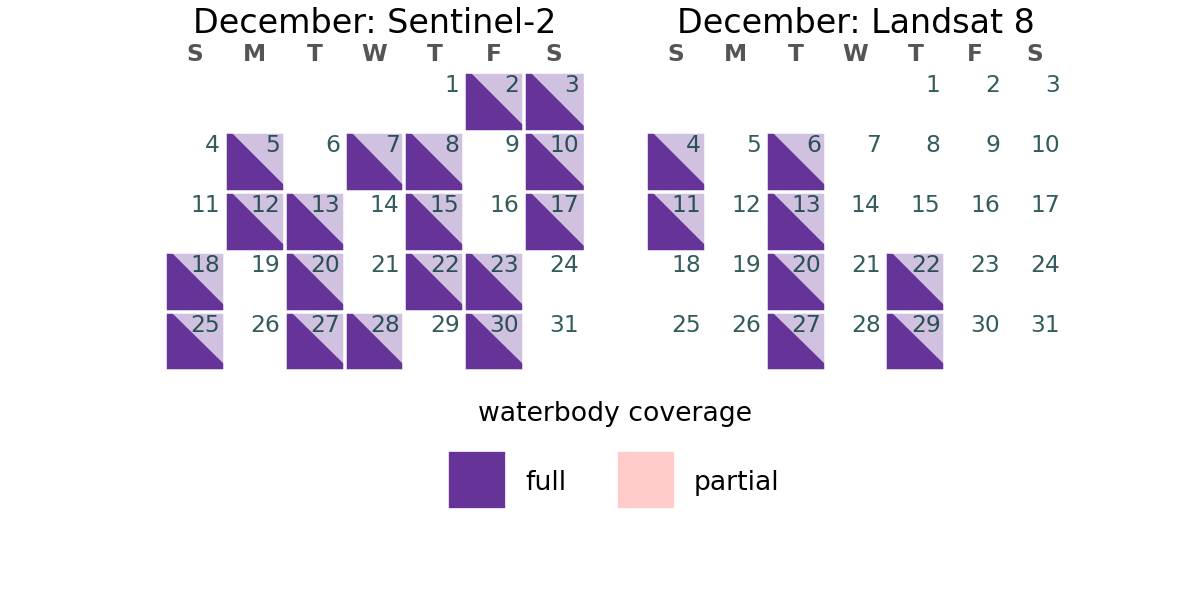 December: Sentinel-2
S M T W T F S
1 2 3
4 5 6 7 8 9 10
11 12 13 14 15 16 17
18 19 20 21 22 23 24
25 26 27 28 29 30 31
December: Landsat 8
S M T W T F S
1 2 3
4 5 6 7 8 9 10
11 12 13 14 15 16 17
18 19 20 21 22 23 24
25 26 27 28 29 30 31
waterbody coverage
full partial